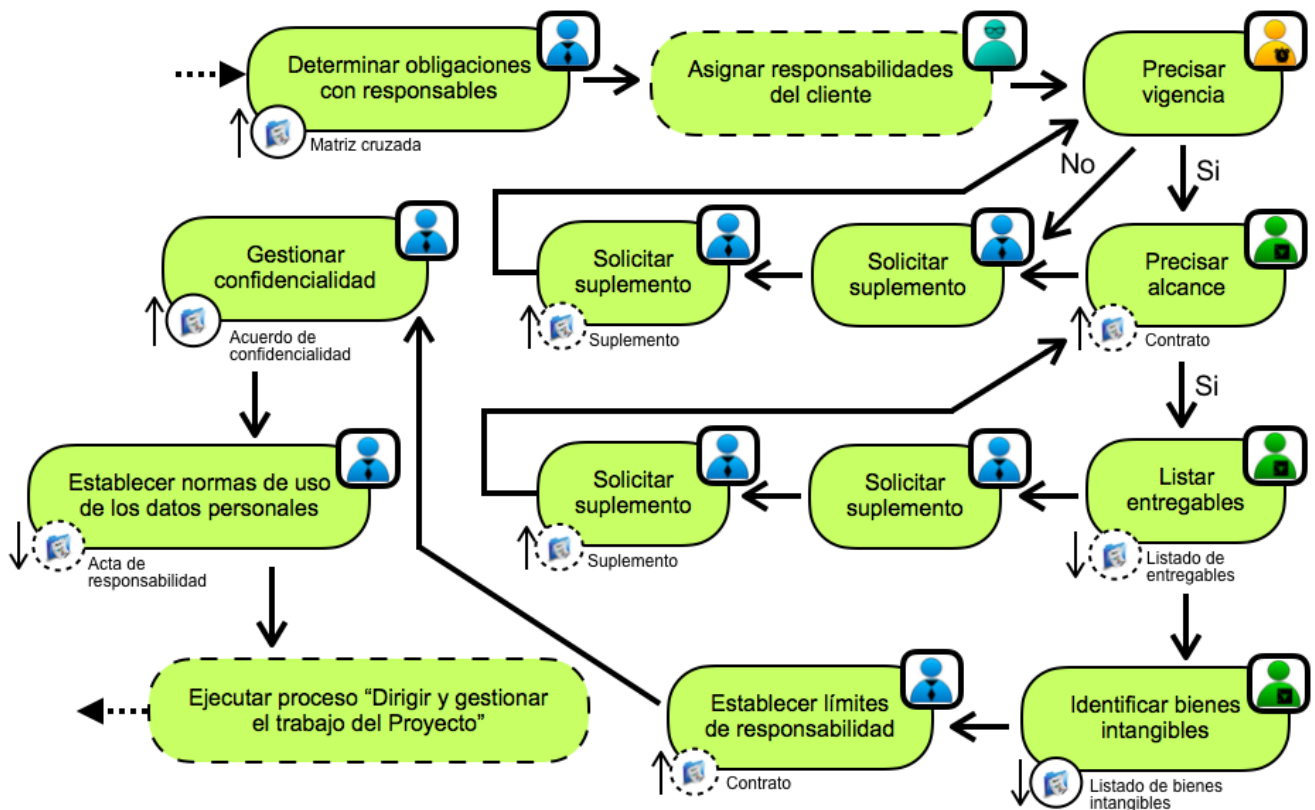 Determinar obligaciones
con responsables
Matriz cruzada
Asignar responsabilidades
del cliente
Precisar
vigencia
No
Si
Gestionar
confidencialidad
Acuerdo de
confidencialidad
Solicitar
suplemento
Suplemento
Solicitar
suplemento
Precisar
alcance
Contrato
Si
Establecer normas de uso
de los datos personales
Acta de
responsabilidad
Solicitar
suplemento
Suplemento
Solicitar
suplemento
Listar
entregables
Listado de
entregables
Ejecutar proceso “Dirigir y gestionar
el trabajo del Proyecto”
Establecer límites
de responsabilidad
Contrato
Identificar bienes
intangibles
Listado de bienes
intangibles